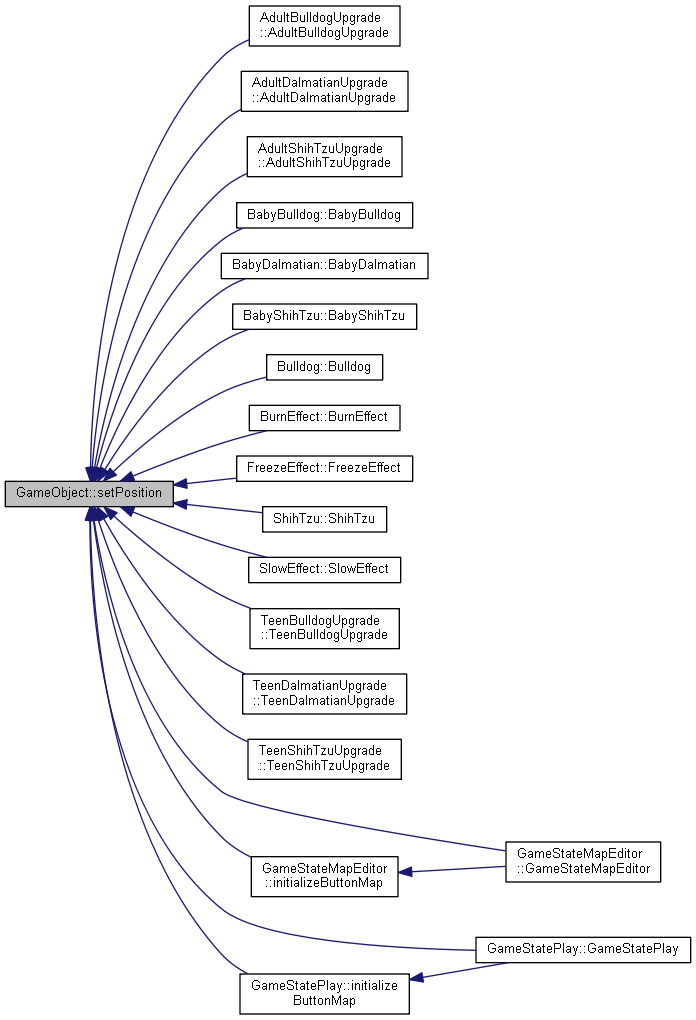 AdultBulldogUpgrade
::AdultBulldogUpgrade
AdultDalmatianUpgrade
::AdultDalmatianUpgrade
AdultShihTzuUpgrade
::AdultShihTzuUpgrade
BabyBulldog::BabyBulldog
BabyDalmatian::BabyDalmatian
BabyShihTzu::BabyShihTzu
Bulldog::Bulldog
BurnEffect::BurnEffect
FreezeEffect::FreezeEffect
GameObject::setPosition
ShihTzu::ShihTzu
SlowEffect::SlowEffect
TeenBulldogUpgrade
::TeenBulldogUpgrade
TeenDalmatianUpgrade
::TeenDalmatianUpgrade
TeenShihTzuUpgrade
::TeenShihTzuUpgrade
GameStateMapEditor
::GameStateMapEditor
GameStateMapEditor
::initializeButtonMap
GameStatePlay::GameStatePlay
GameStatePlay::initialize
ButtonMap